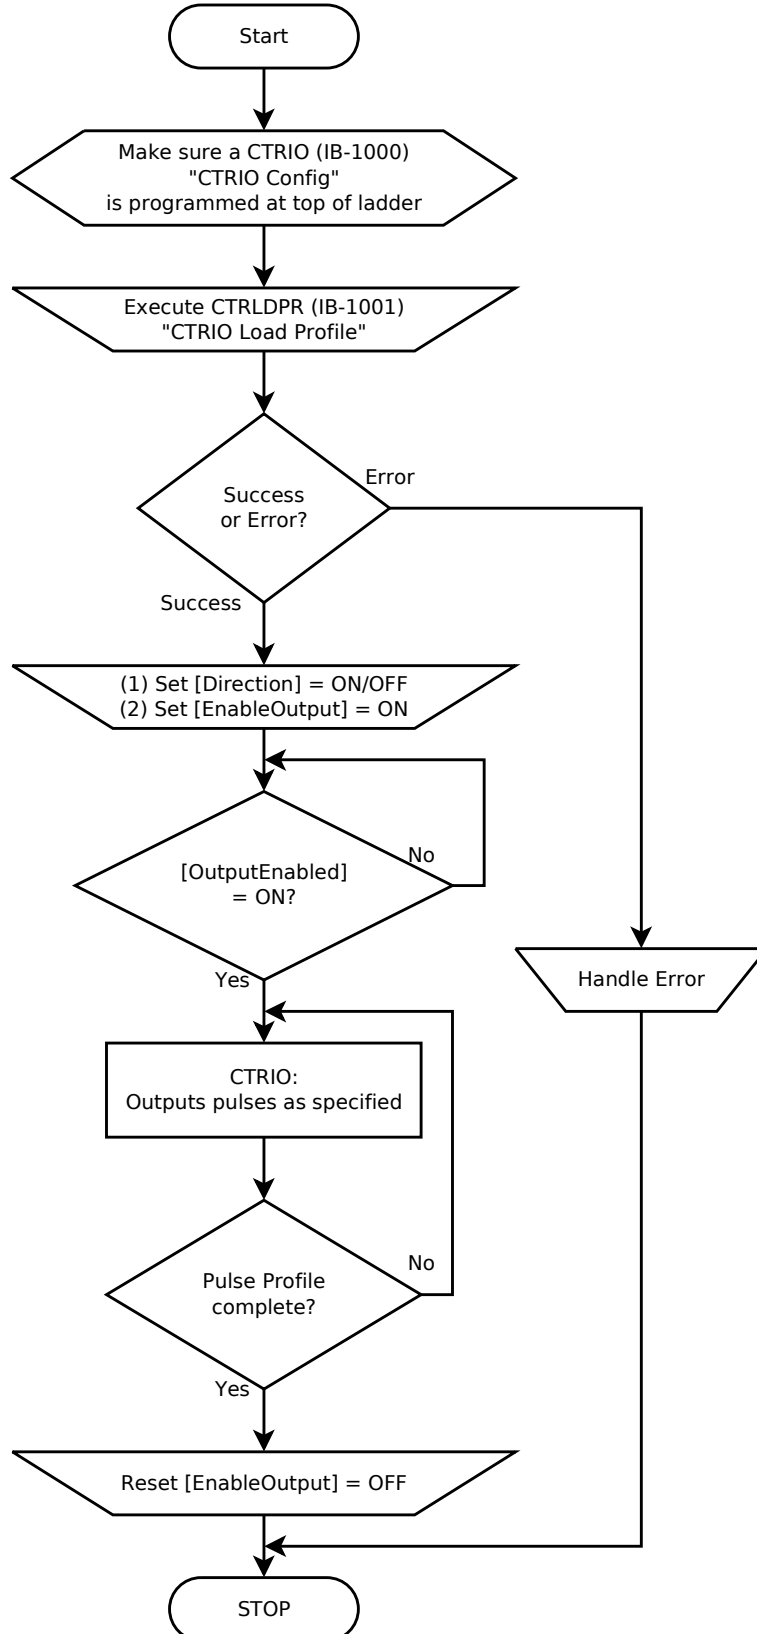 Start
Make sure a CTRIO (IB-1000)
"CTRIO Config"
is programmed at top of ladder
Execute CTRLDPR (IB-1001)
"CTRIO Load Profile"
Error
Success
or Error?
Success
(1) Set [Direction] = ON/OFF
(2) Set [EnableOutput] = ON
No
[OutputEnabled]
= ON?
Yes
Handle Error
CTRIO:
Outputs pulses as specified
No
Pulse Profile
complete?
Yes
Reset [EnableOutput] = OFF
STOP